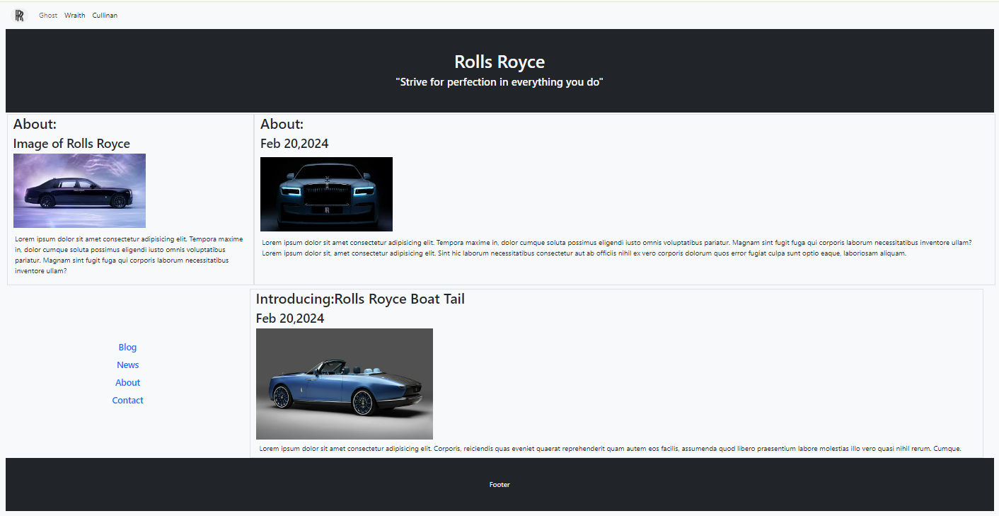 Ghost Wraith Cullinan
Rolls Royce
"Strive for perfection in everything you do"
About:
Image of Rolls Royce
Lorem ipsum dolor sit amet consectetur adipisicing elit. Tempora maxime
in, dolor cumque soluta possimus eligendi iusto omnis voluptatibus
pariatur. Magnam sint fugit fuga qui corporis laborum necessitatibus
inventore ullam?
About:
Feb 20,2024
Lorem ipsum dolor sit amet consectetur adipisicing elit. Tempora maxime in, dolor cumque soluta possimus eligendi iusto omnis voluptatibus pariatur. Magnam sint fugit fuga qui corporis laborum necessitatibus inventore ullam?
Lorem ipsum dolor sit, amet consectetur adipisicing elit. Sint hic laborum necessitatibus consectetur aut ab officiis nihil ex vero corporis dolorum quos error fugiat culpa sunt optio eaque, laboriosam aliquam.
Blog
News
About
Contact
Introducing:Rolls Royce Boat Tail
Feb 20,2024
Lorem ipsum dolor sit amet consectetur adipisicing elit. Corporis, reiciendis quas eveniet quaerat reprehenderit quam autem eos facilis, assumenda quod libero praesentium labore molestias illo vero quasi nihil rerum. Cumque.
Footer